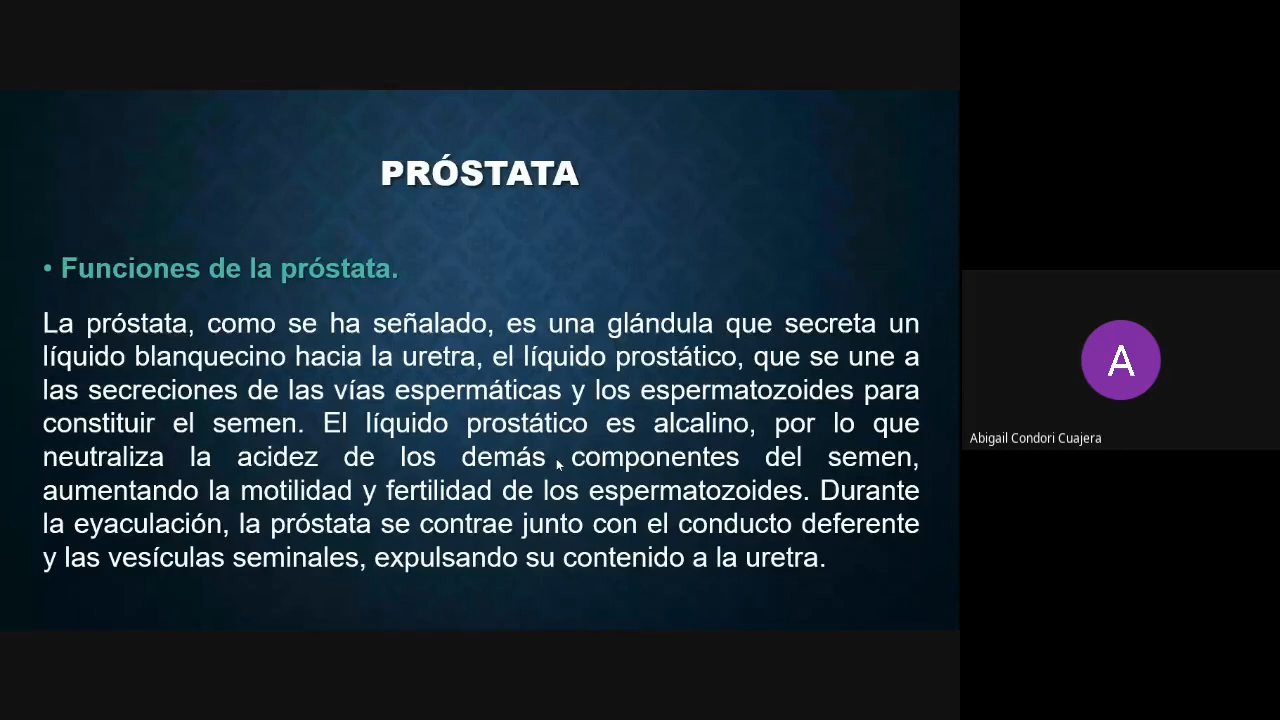 PRÓSTATA
• Funciones de la próstata.
La próstata, como se ha señalado, es una glándula que secreta un
líquido blanquecino hacia la uretra, el líquido prostático, que se une a
las secreciones de las vías espermáticas y los espermatozoides para
constituir el semen. El líquido prostático es alcalino, por lo que
neutraliza la acidez de los demás componentes del semen,
aumentando la motilidad y fertilidad de los espermatozoides. Durante
la eyaculación, la próstata se contrae junto con el conducto deferente
y las vesículas seminales, expulsando su contenido a la uretra.
A
Abigail Condori Cuajera